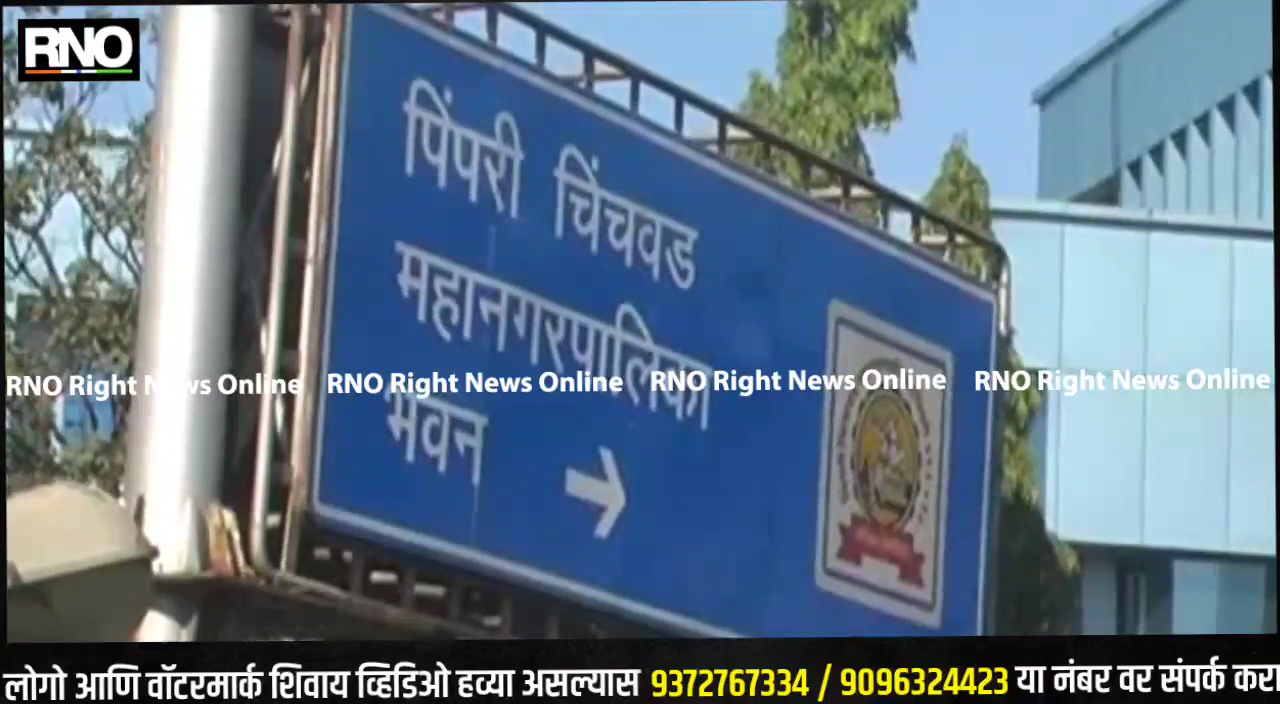 RNO
पिंपरी चिंचवड
महानगरपालिका
भवन
RNO Right News Online RNO Right News Online RNO Right News Online RNO Right News Online
लोगो आणि वॉटरमार्क शिवाय व्हिडिओ हव्या असल्यास 9372767334 / 9096324423 या नंबर वर संपर्क करा